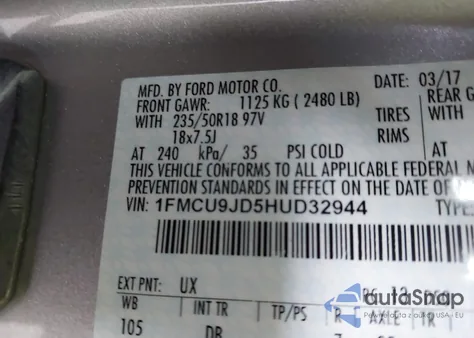 MFD. BY FORD MOTOR CO. DATE: 03/17
FRONT GAWR: 1125 KG ( 2480 LB) REAR G
WITH 235/50R18 97V TIRES WITH
18x7.5J RIMS
AT 240 kPa/ 35 PSI COLD AT
THIS VEHICLE CONFORMS TO ALL APPLICABLE FEDERAL M
PREVENTION STANDARDS IN EFFECT ON THE DATE OF M
VIN: 1FMCU9JD5HUD32944 TYPE
EXT PNT: UX
WB INT TR TP/PS R AXLE TR
105 DB
autoSnap